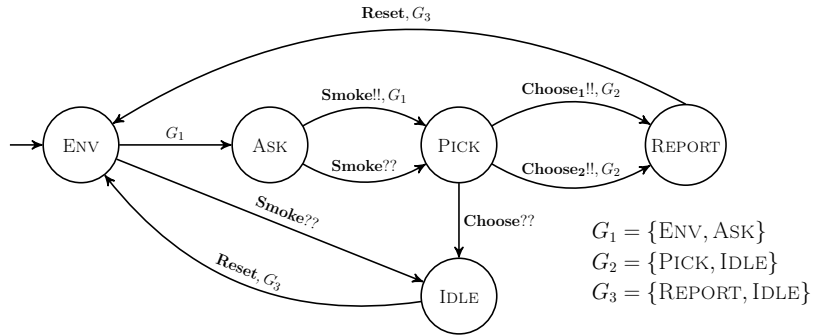 Reset, G₃
Smoke!!, G₁
Choose₁!!, G₂
G₁
ENV
ASK
PICK
REPORT
Smoke??
Choose₂!!, G₂
Smoke??
Choose??
G₁ = {ENV, ASK}
Reset, G₃
G₂ = {PICK, IDLE}
IDLE
G₃ = {REPORT, IDLE}